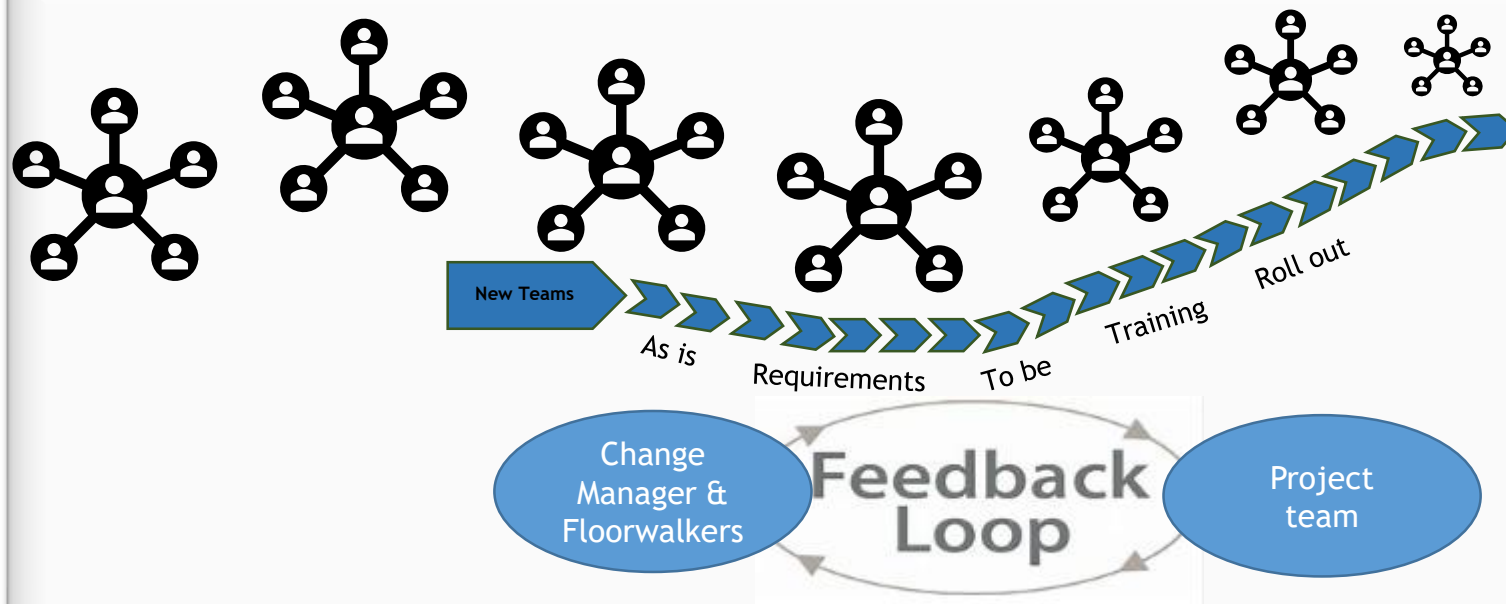 New Teams
As is
Requirements
To be
Training
Roll out
Change
Manager &
Floorwalkers
Feedback
Loop
Project
team